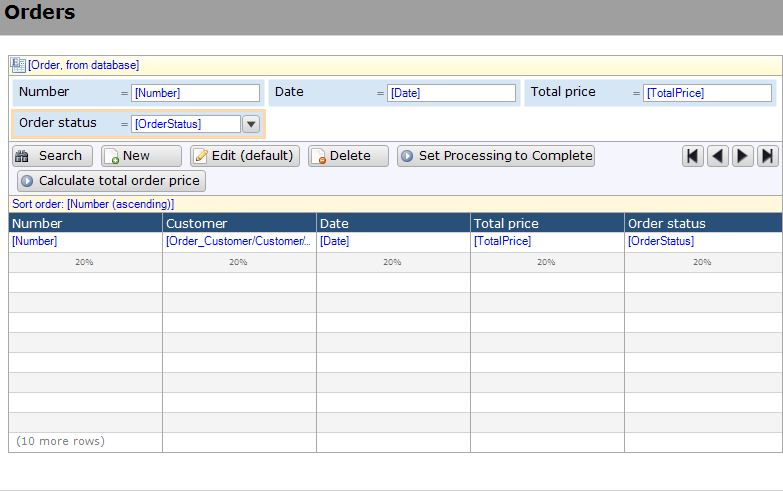 Orders
[Order, from database]
Number = [Number] Date = [Date] Total price = [TotalPrice]
Order status = [OrderStatus]
Search New Edit (default) Delete Set Processing to Complete
Calculate total order price
Sort order: [Number (ascending)]
Number Customer Date Total price Order status
[Number] [Order_Customer/Customer/... [Date] [TotalPrice] [OrderStatus]
20% 20% 20% 20% 20%
(10 more rows)